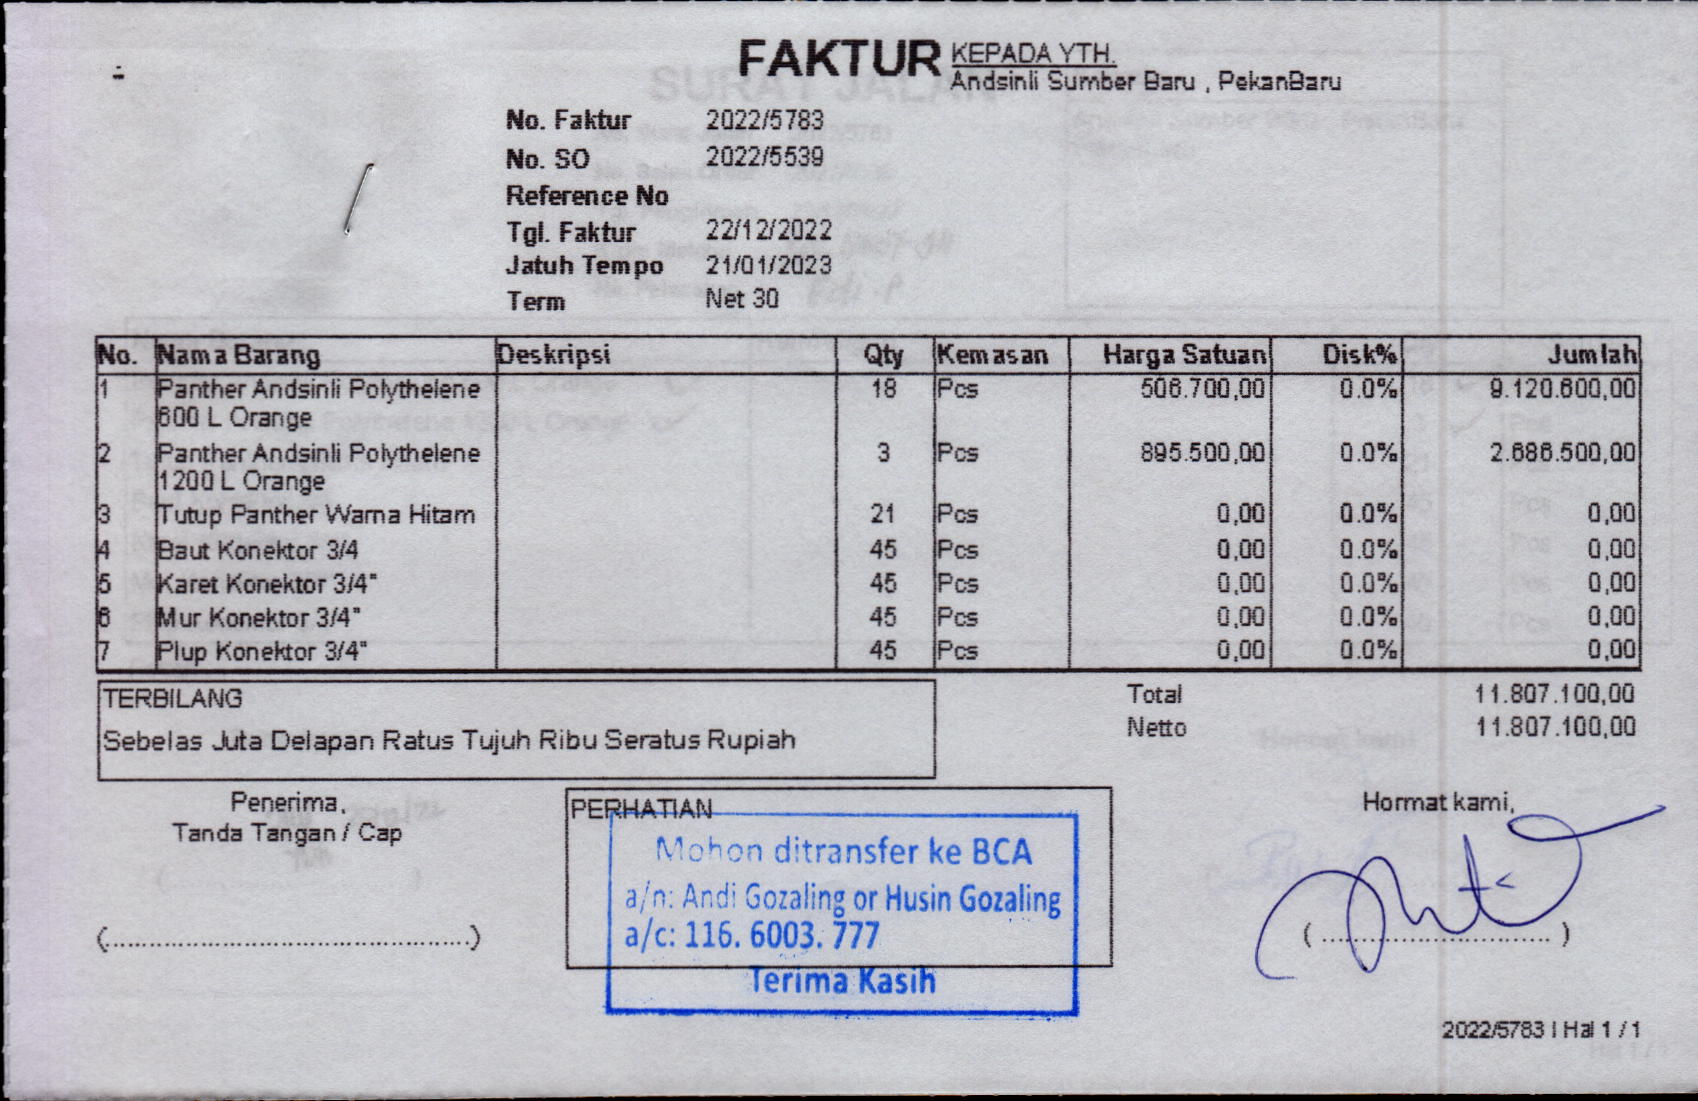 FAKTUR
KEPADA YTH.
Andsinli Sumber Baru , PekanBaru
No. Faktur 2022/5783
No. SO 2022/5539
Reference No
Tgl. Faktur 22/12/2022
Jatuh Tempo 21/01/2023
Term Net 30
No. Nama Barang Deskripsi Qty Kemasan Harga Satuan Disk% Jumlah
1 Panther Andsinli Polythelene 18 Pcs 506.700,00 0.0% 9.120.600,00
600 L Orange
2 Panther Andsinli Polythelene 3 Pcs 895.500,00 0.0% 2.686.500,00
1200 L Orange
3 Tutup Panther Warna Hitam 21 Pcs 0,00 0.0% 0,00
4 Baut Konektor 3/4 45 Pcs 0,00 0.0% 0,00
5 Karet Konektor 3/4" 45 Pcs 0,00 0.0% 0,00
6 Mur Konektor 3/4" 45 Pcs 0,00 0.0% 0,00
7 Plup Konektor 3/4" 45 Pcs 0,00 0.0% 0,00
TERBILANG
Sebelas Juta Delapan Ratus Tujuh Ribu Seratus Rupiah
Total 11.807.100,00
Netto 11.807.100,00
Penerima,
Tanda Tangan / Cap
(............................................)
PERHATIAN
Mohon ditransfer ke BCA
a/n: Andi Gozaling or Husin Gozaling
a/c: 116. 6003. 777
Terima Kasih
Hormat kami,
( ............................ )
2022/5783 | Hal 1 / 1